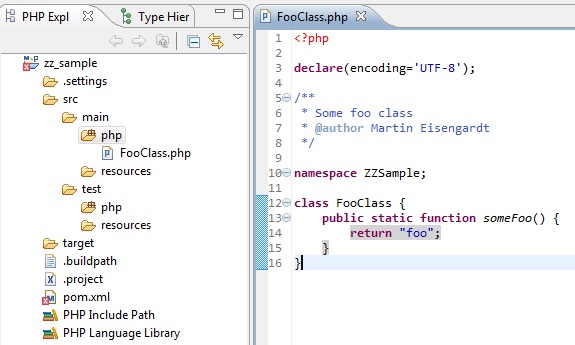 PHP Expl
Type Hier
zz_sample
.settings
src
main
php
FooClass.php
resources
test
php
resources
target
.buildpath
.project
pom.xml
PHP Include Path
PHP Language Library
FooClass.php
1 <?php
2
3 declare(encoding='UTF-8');
4
5 /**
6 * Some foo class
7 * @author Martin Eisengardt
8 */
9
10 namespace ZZSample;
11
12 class FooClass {
13 public static function someFoo() {
14 return "foo";
15 }
16 }